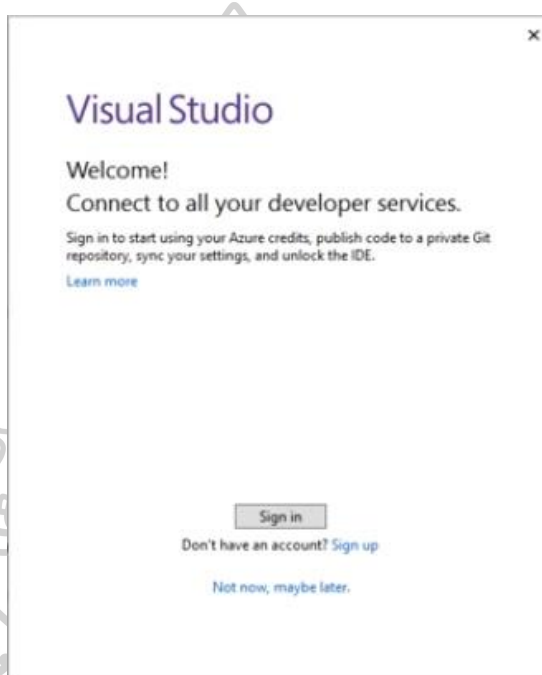 Visual Studio
Welcome!
Connect to all your developer services.
Sign in to start using your Azure credits, publish code to a private Git
repository, sync your settings, and unlock the IDE.
Learn more
Sign in
Don't have an account? Sign up
Not now, maybe later.